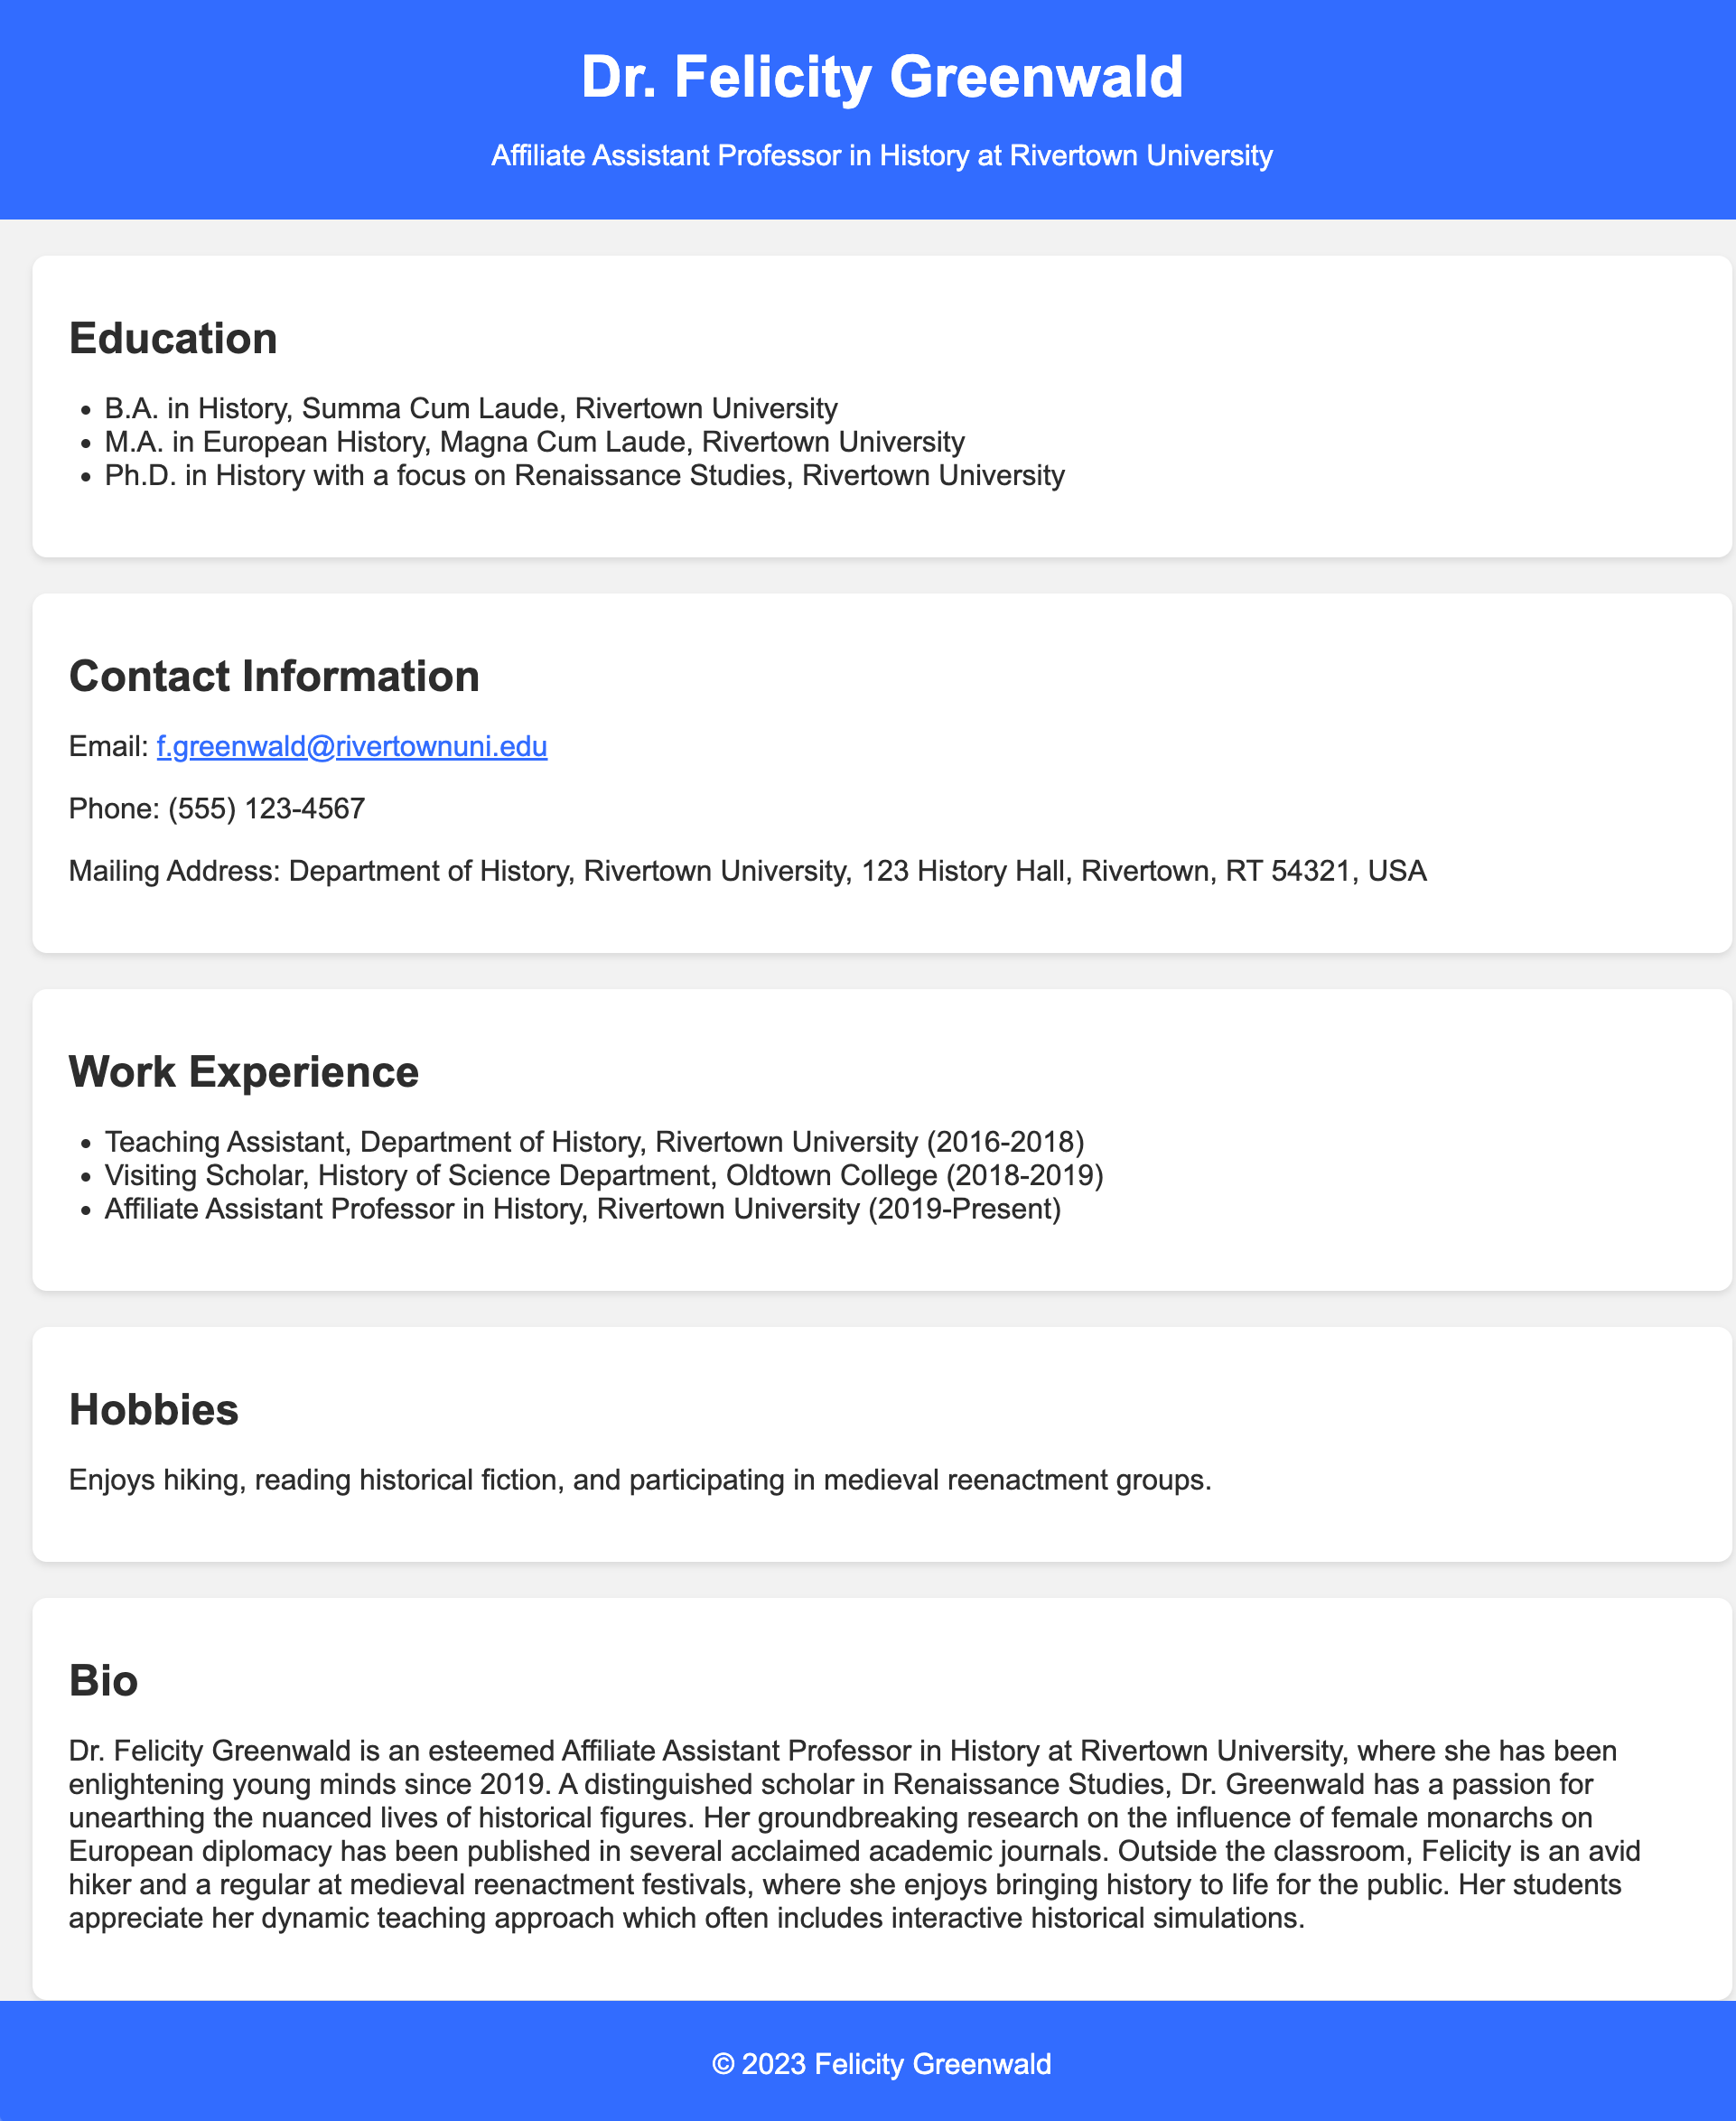 Dr. Felicity Greenwald
Affiliate Assistant Professor in History at Rivertown University
Education
• B.A. in History, Summa Cum Laude, Rivertown University
• M.A. in European History, Magna Cum Laude, Rivertown University
• Ph.D. in History with a focus on Renaissance Studies, Rivertown University
Contact Information
Email: f.greenwald@rivertownuni.edu
Phone: (555) 123-4567
Mailing Address: Department of History, Rivertown University, 123 History Hall, Rivertown, RT 54321, USA
Work Experience
• Teaching Assistant, Department of History, Rivertown University (2016-2018)
• Visiting Scholar, History of Science Department, Oldtown College (2018-2019)
• Affiliate Assistant Professor in History, Rivertown University (2019-Present)
Hobbies
Enjoys hiking, reading historical fiction, and participating in medieval reenactment groups.
Bio
Dr. Felicity Greenwald is an esteemed Affiliate Assistant Professor in History at Rivertown University, where she has been
enlightening young minds since 2019. A distinguished scholar in Renaissance Studies, Dr. Greenwald has a passion for
unearthing the nuanced lives of historical figures. Her groundbreaking research on the influence of female monarchs on
European diplomacy has been published in several acclaimed academic journals. Outside the classroom, Felicity is an avid
hiker and a regular at medieval reenactment festivals, where she enjoys bringing history to life for the public. Her students
appreciate her dynamic teaching approach which often includes interactive historical simulations.
© 2023 Felicity Greenwald